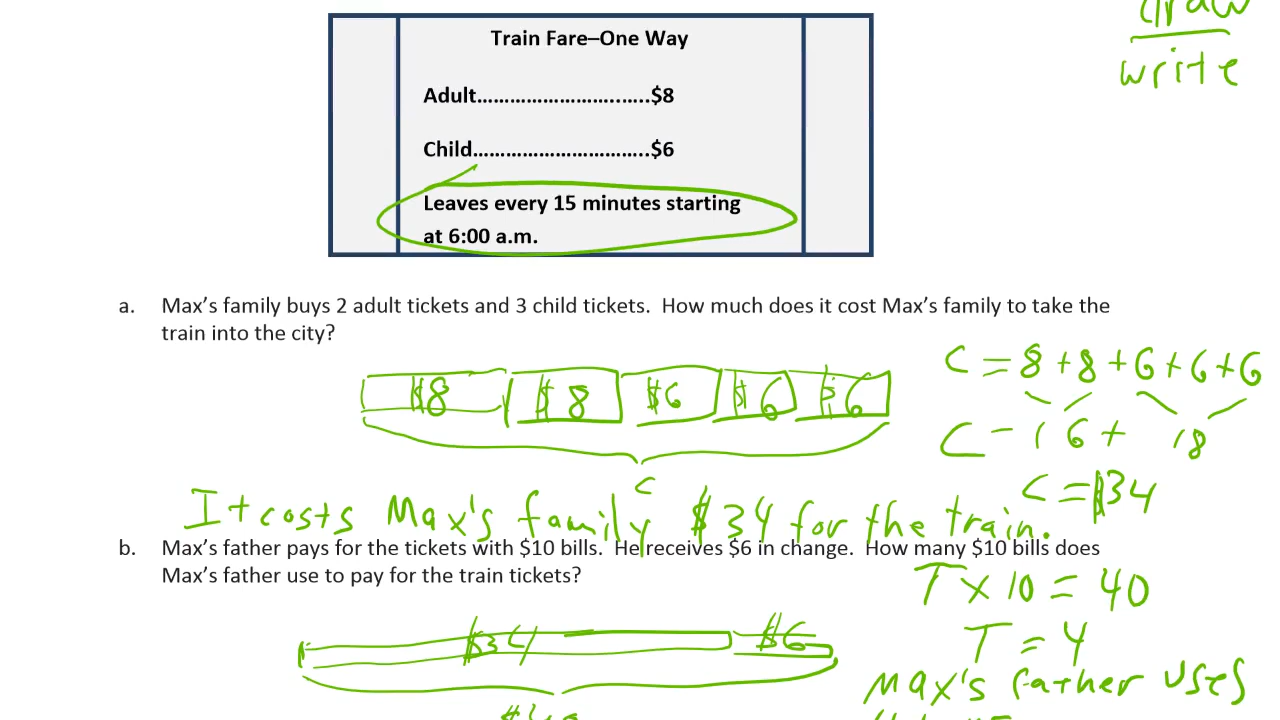 draw
write
Train Fare–One Way
Adult……………………..…..$8
Child…………………………..$6
Leaves every 15 minutes starting
at 6:00 a.m.
a. Max’s family buys 2 adult tickets and 3 child tickets. How much does it cost Max’s family to take the
train into the city?
$8 $8 $6 $6 $6
C
C = 8 + 8 + 6 + 6 + 6
C = 16 + 18
C = $34
It costs Max's family $34 for the train.
b. Max’s father pays for the tickets with $10 bills. He receives $6 in change. How many $10 bills does
Max’s father use to pay for the train tickets?
T x 10 = 40
T = 4
$34 $6
Max's father uses